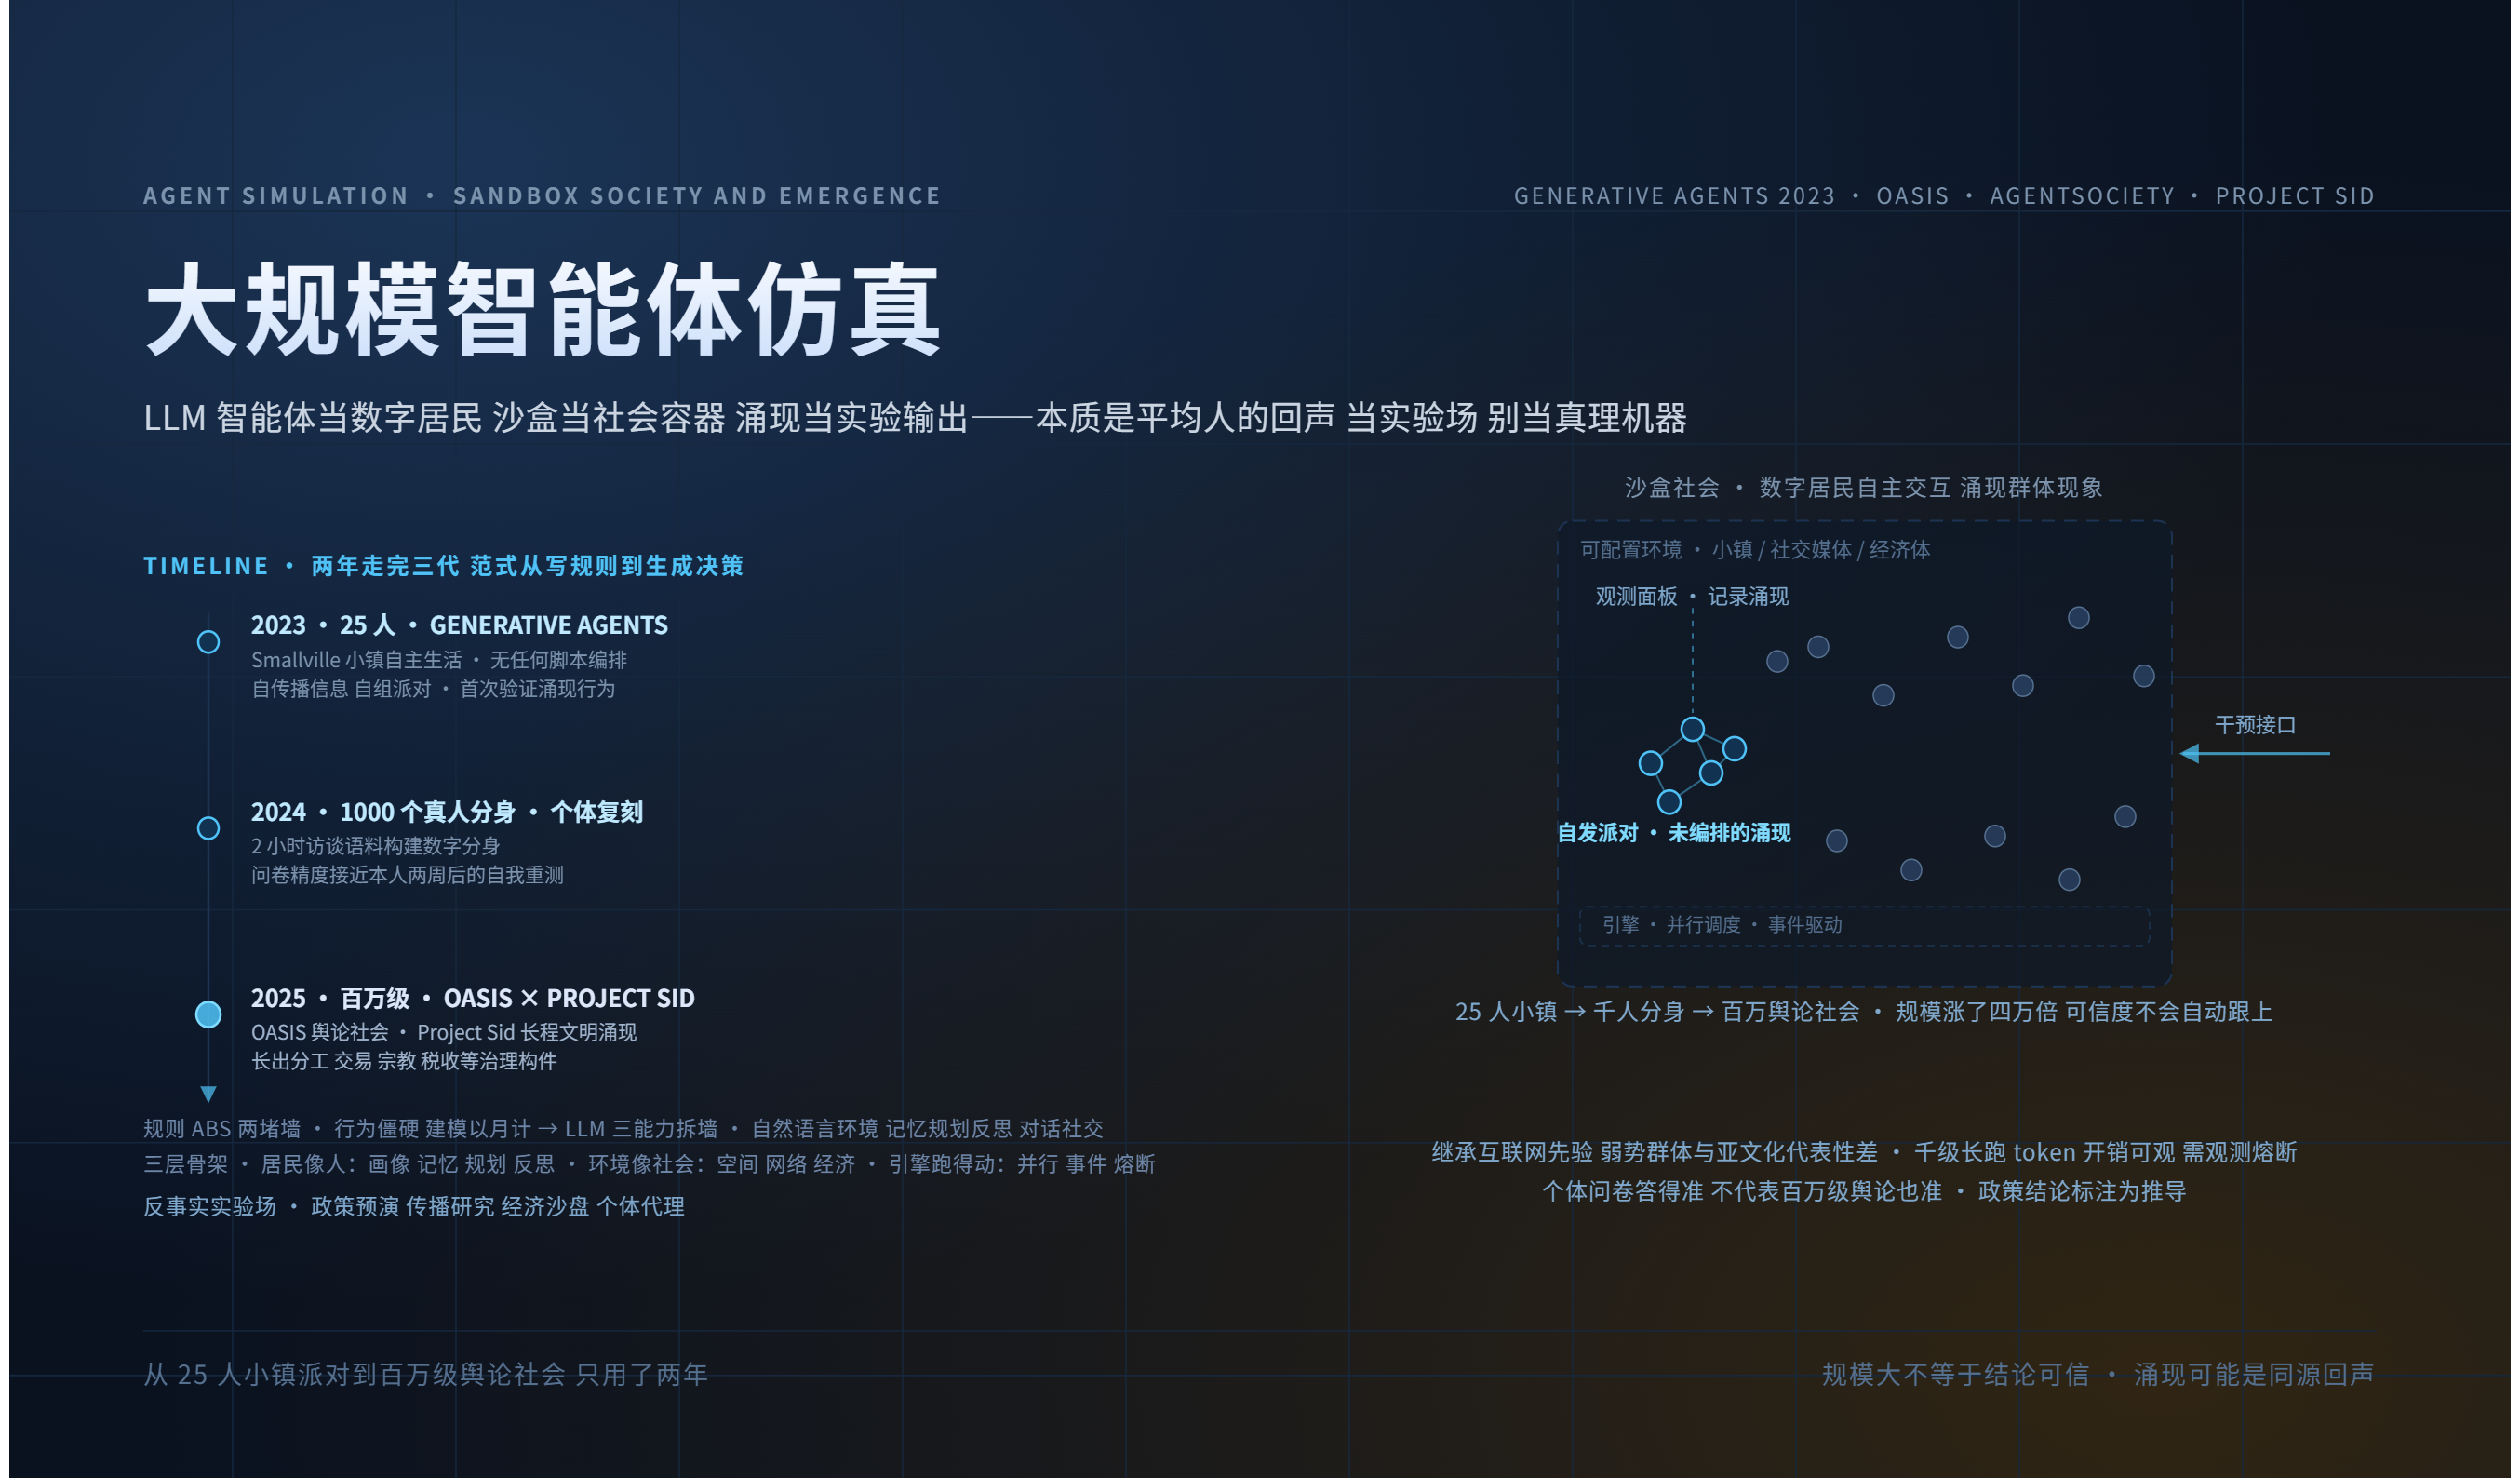 AGENT SIMULATION • SANDBOX SOCIETY AND EMERGENCE
GENERATIVE AGENTS 2023 • OASIS • AGENTSOCIETY • PROJECT SID
大规模智能体仿真
LLM 智能体当数字居民 沙盒当社会容器 涌现当实验输出——本质是平均人的回声 当实验场 别当真理机器
TIMELINE • 两年走完三代 范式从写规则到生成决策
2023 • 25 人 • GENERATIVE AGENTS
Smallville 小镇自主生活 • 无任何脚本编排
自传播信息 自组派对 • 首次验证涌现行为
2024 • 1000 个真人分身 • 个体复刻
2 小时访谈语料构建数字分身
问卷精度接近本人两周后的自我重测
2025 • 百万级 • OASIS × PROJECT SID
OASIS 舆论社会 • Project Sid 长程文明涌现
长出分工 交易 宗教 税收等治理构件
规则 ABS 两堵墙 • 行为僵硬 建模以月计 → LLM 三能力拆墙 • 自然语言环境 记忆规划反思 对话社交
三层骨架 • 居民像人：画像 记忆 规划 反思 • 环境像社会：空间 网络 经济 • 引擎跑得动：并行 事件 熔断
反事实实验场 • 政策预演 传播研究 经济沙盘 个体代理
沙盒社会 • 数字居民自主交互 涌现群体现象
可配置环境 • 小镇 / 社交媒体 / 经济体
观测面板 • 记录涌现
干预接口
自发派对 • 未编排的涌现
引擎 • 并行调度 • 事件驱动
25 人小镇 → 千人分身 → 百万舆论社会 • 规模涨了四万倍 可信度不会自动跟上
继承互联网先验 弱势群体与亚文化代表性差 • 千级长跑 token 开销可观 需观测熔断
个体问卷答得准 不代表百万级舆论也准 • 政策结论标注为推导
从 25 人小镇派对到百万级舆论社会 只用了两年
规模大不等于结论可信 • 涌现可能是同源回声